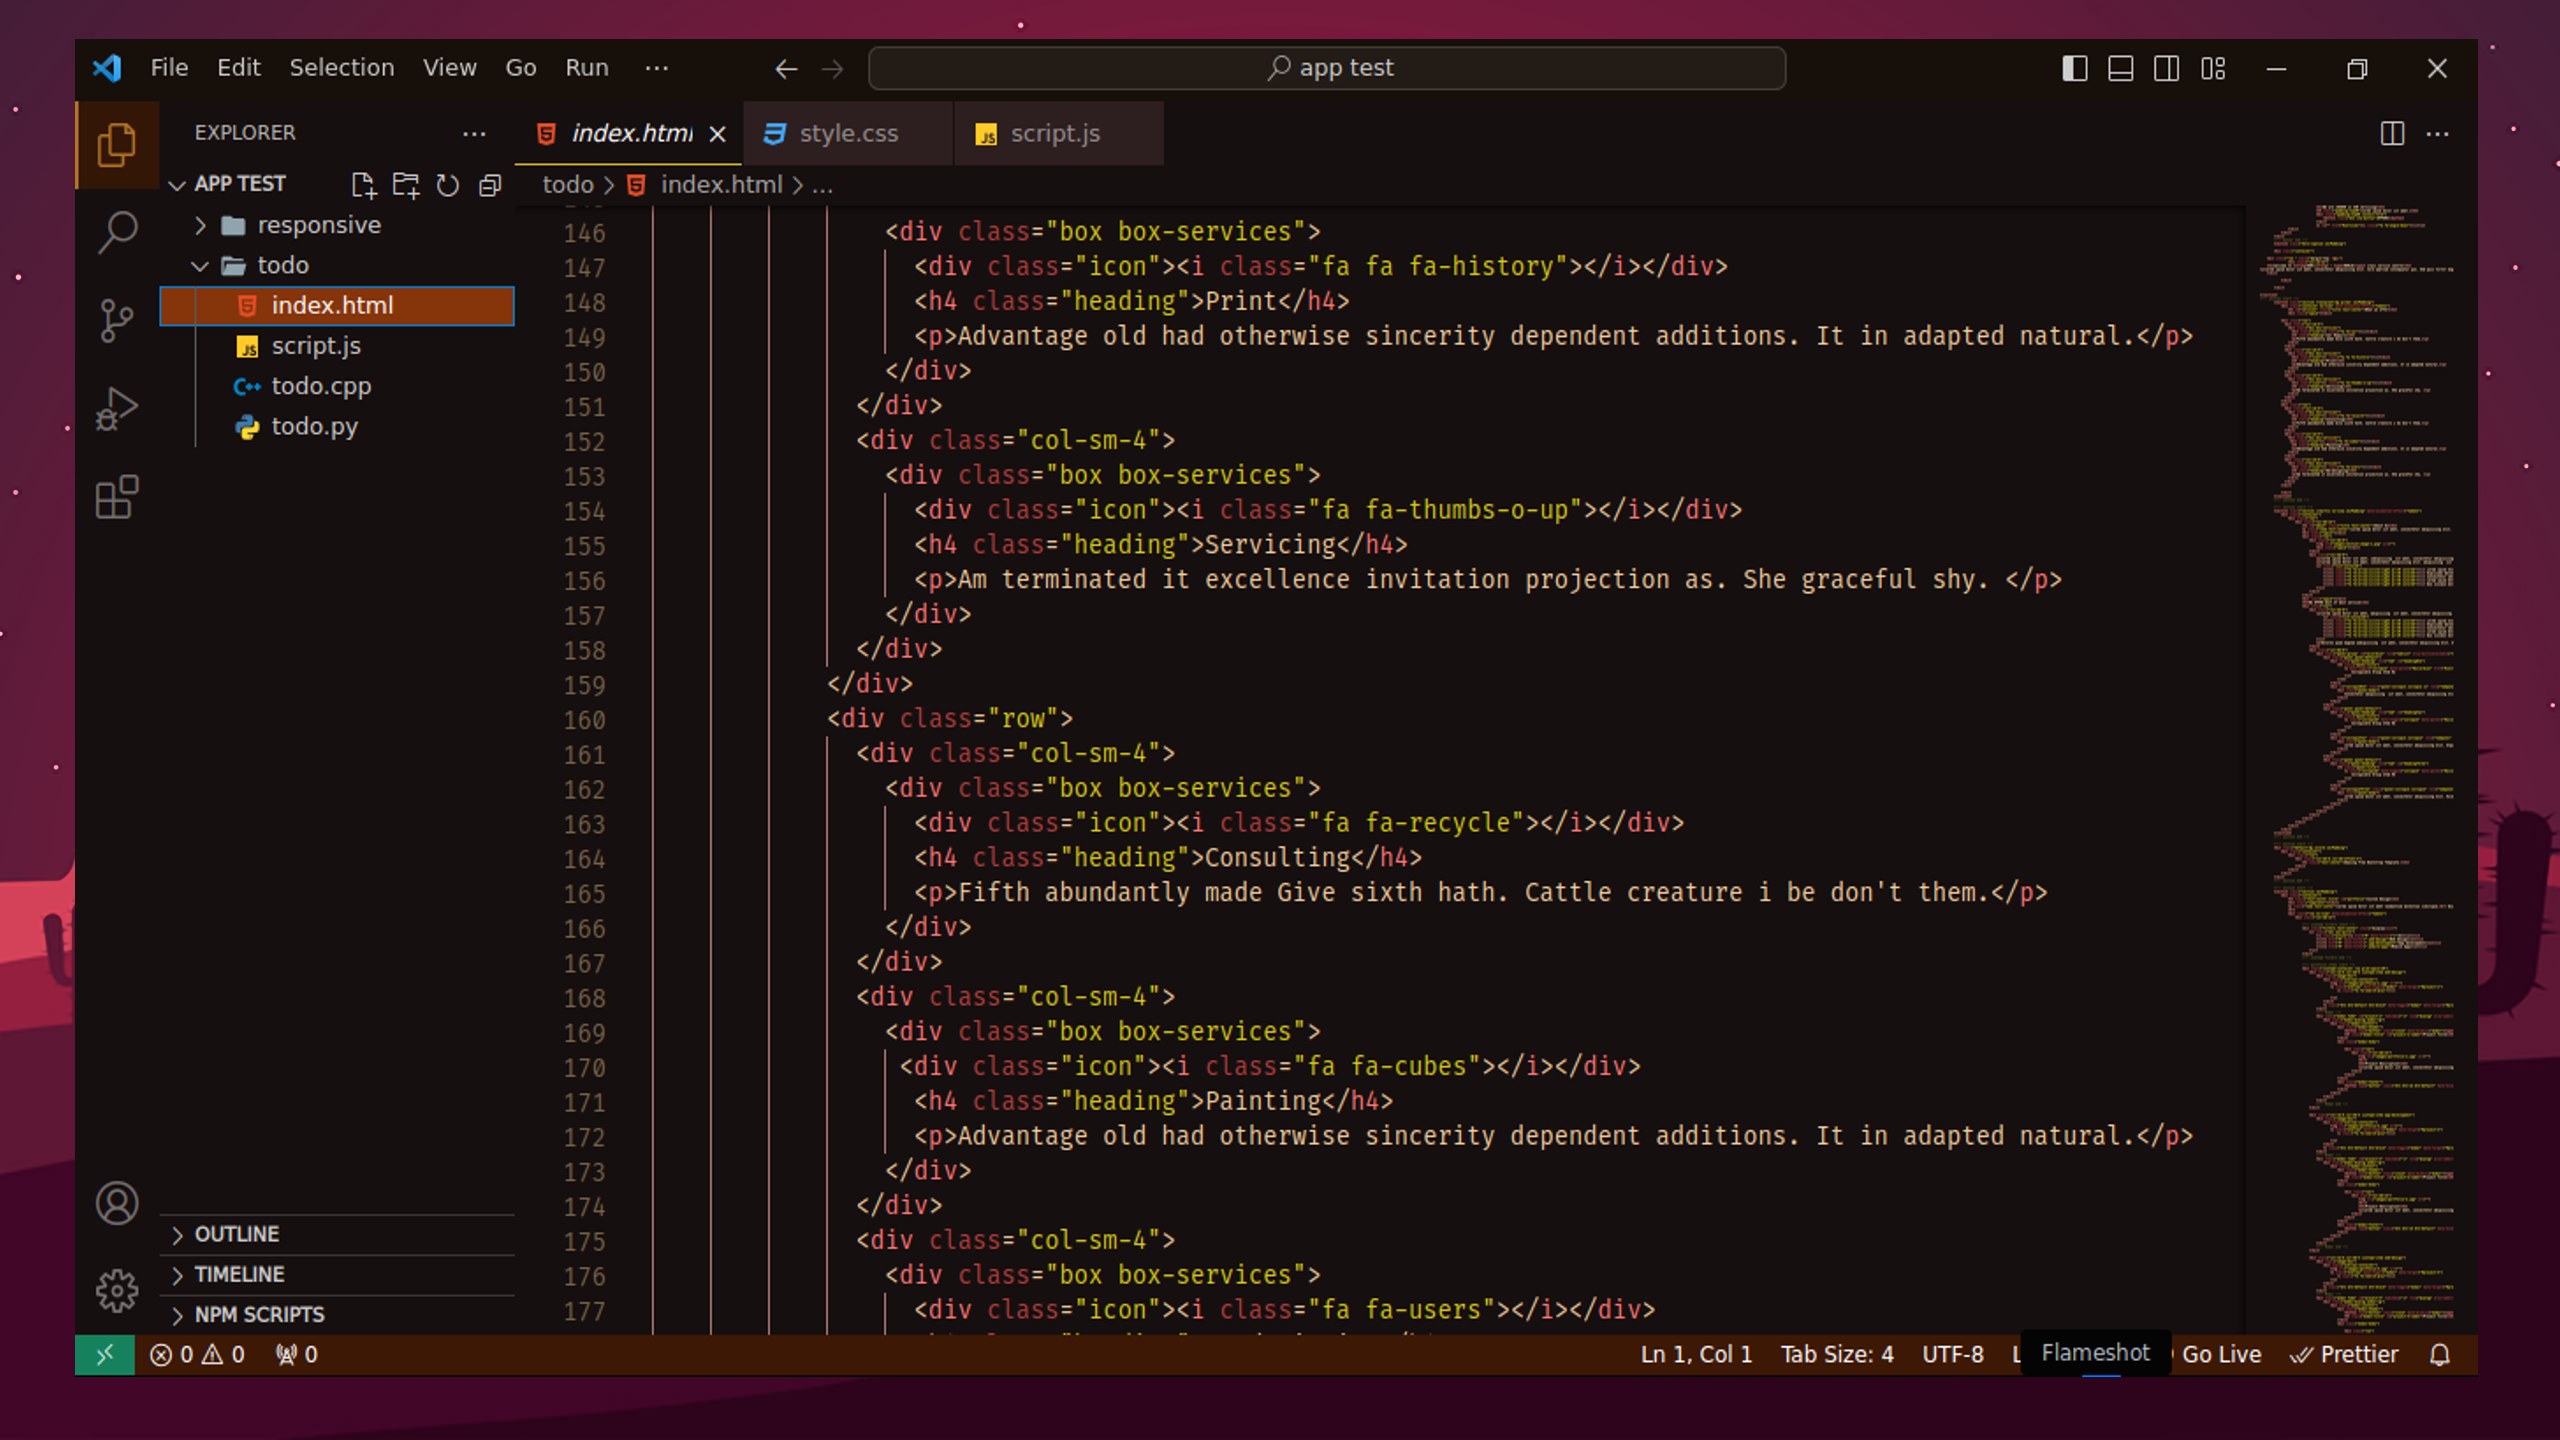 File Edit Selection View Go Run ··· app test
EXPLORER ···
APP TEST
responsive
todo
index.html
script.js
todo.cpp
todo.py
OUTLINE
TIMELINE
NPM SCRIPTS
index.html style.css script.js
todo > index.html > ...
146 <div class="box box-services">
147 <div class="icon"><i class="fa fa fa-history"></i></div>
148 <h4 class="heading">Print</h4>
149 <p>Advantage old had otherwise sincerity dependent additions. It in adapted natural.</p>
150 </div>
151 </div>
152 <div class="col-sm-4">
153 <div class="box box-services">
154 <div class="icon"><i class="fa fa-thumbs-o-up"></i></div>
155 <h4 class="heading">Servicing</h4>
156 <p>Am terminated it excellence invitation projection as. She graceful shy. </p>
157 </div>
158 </div>
159 </div>
160 <div class="row">
161 <div class="col-sm-4">
162 <div class="box box-services">
163 <div class="icon"><i class="fa fa-recycle"></i></div>
164 <h4 class="heading">Consulting</h4>
165 <p>Fifth abundantly made Give sixth hath. Cattle creature i be don't them.</p>
166 </div>
167 </div>
168 <div class="col-sm-4">
169 <div class="box box-services">
170 <div class="icon"><i class="fa fa-cubes"></i></div>
171 <h4 class="heading">Painting</h4>
172 <p>Advantage old had otherwise sincerity dependent additions. It in adapted natural.</p>
173 </div>
174 </div>
175 <div class="col-sm-4">
176 <div class="box box-services">
177 <div class="icon"><i class="fa fa-users"></i></div>
0 0 0 Ln 1, Col 1 Tab Size: 4 UTF-8 Flameshot Go Live Prettier